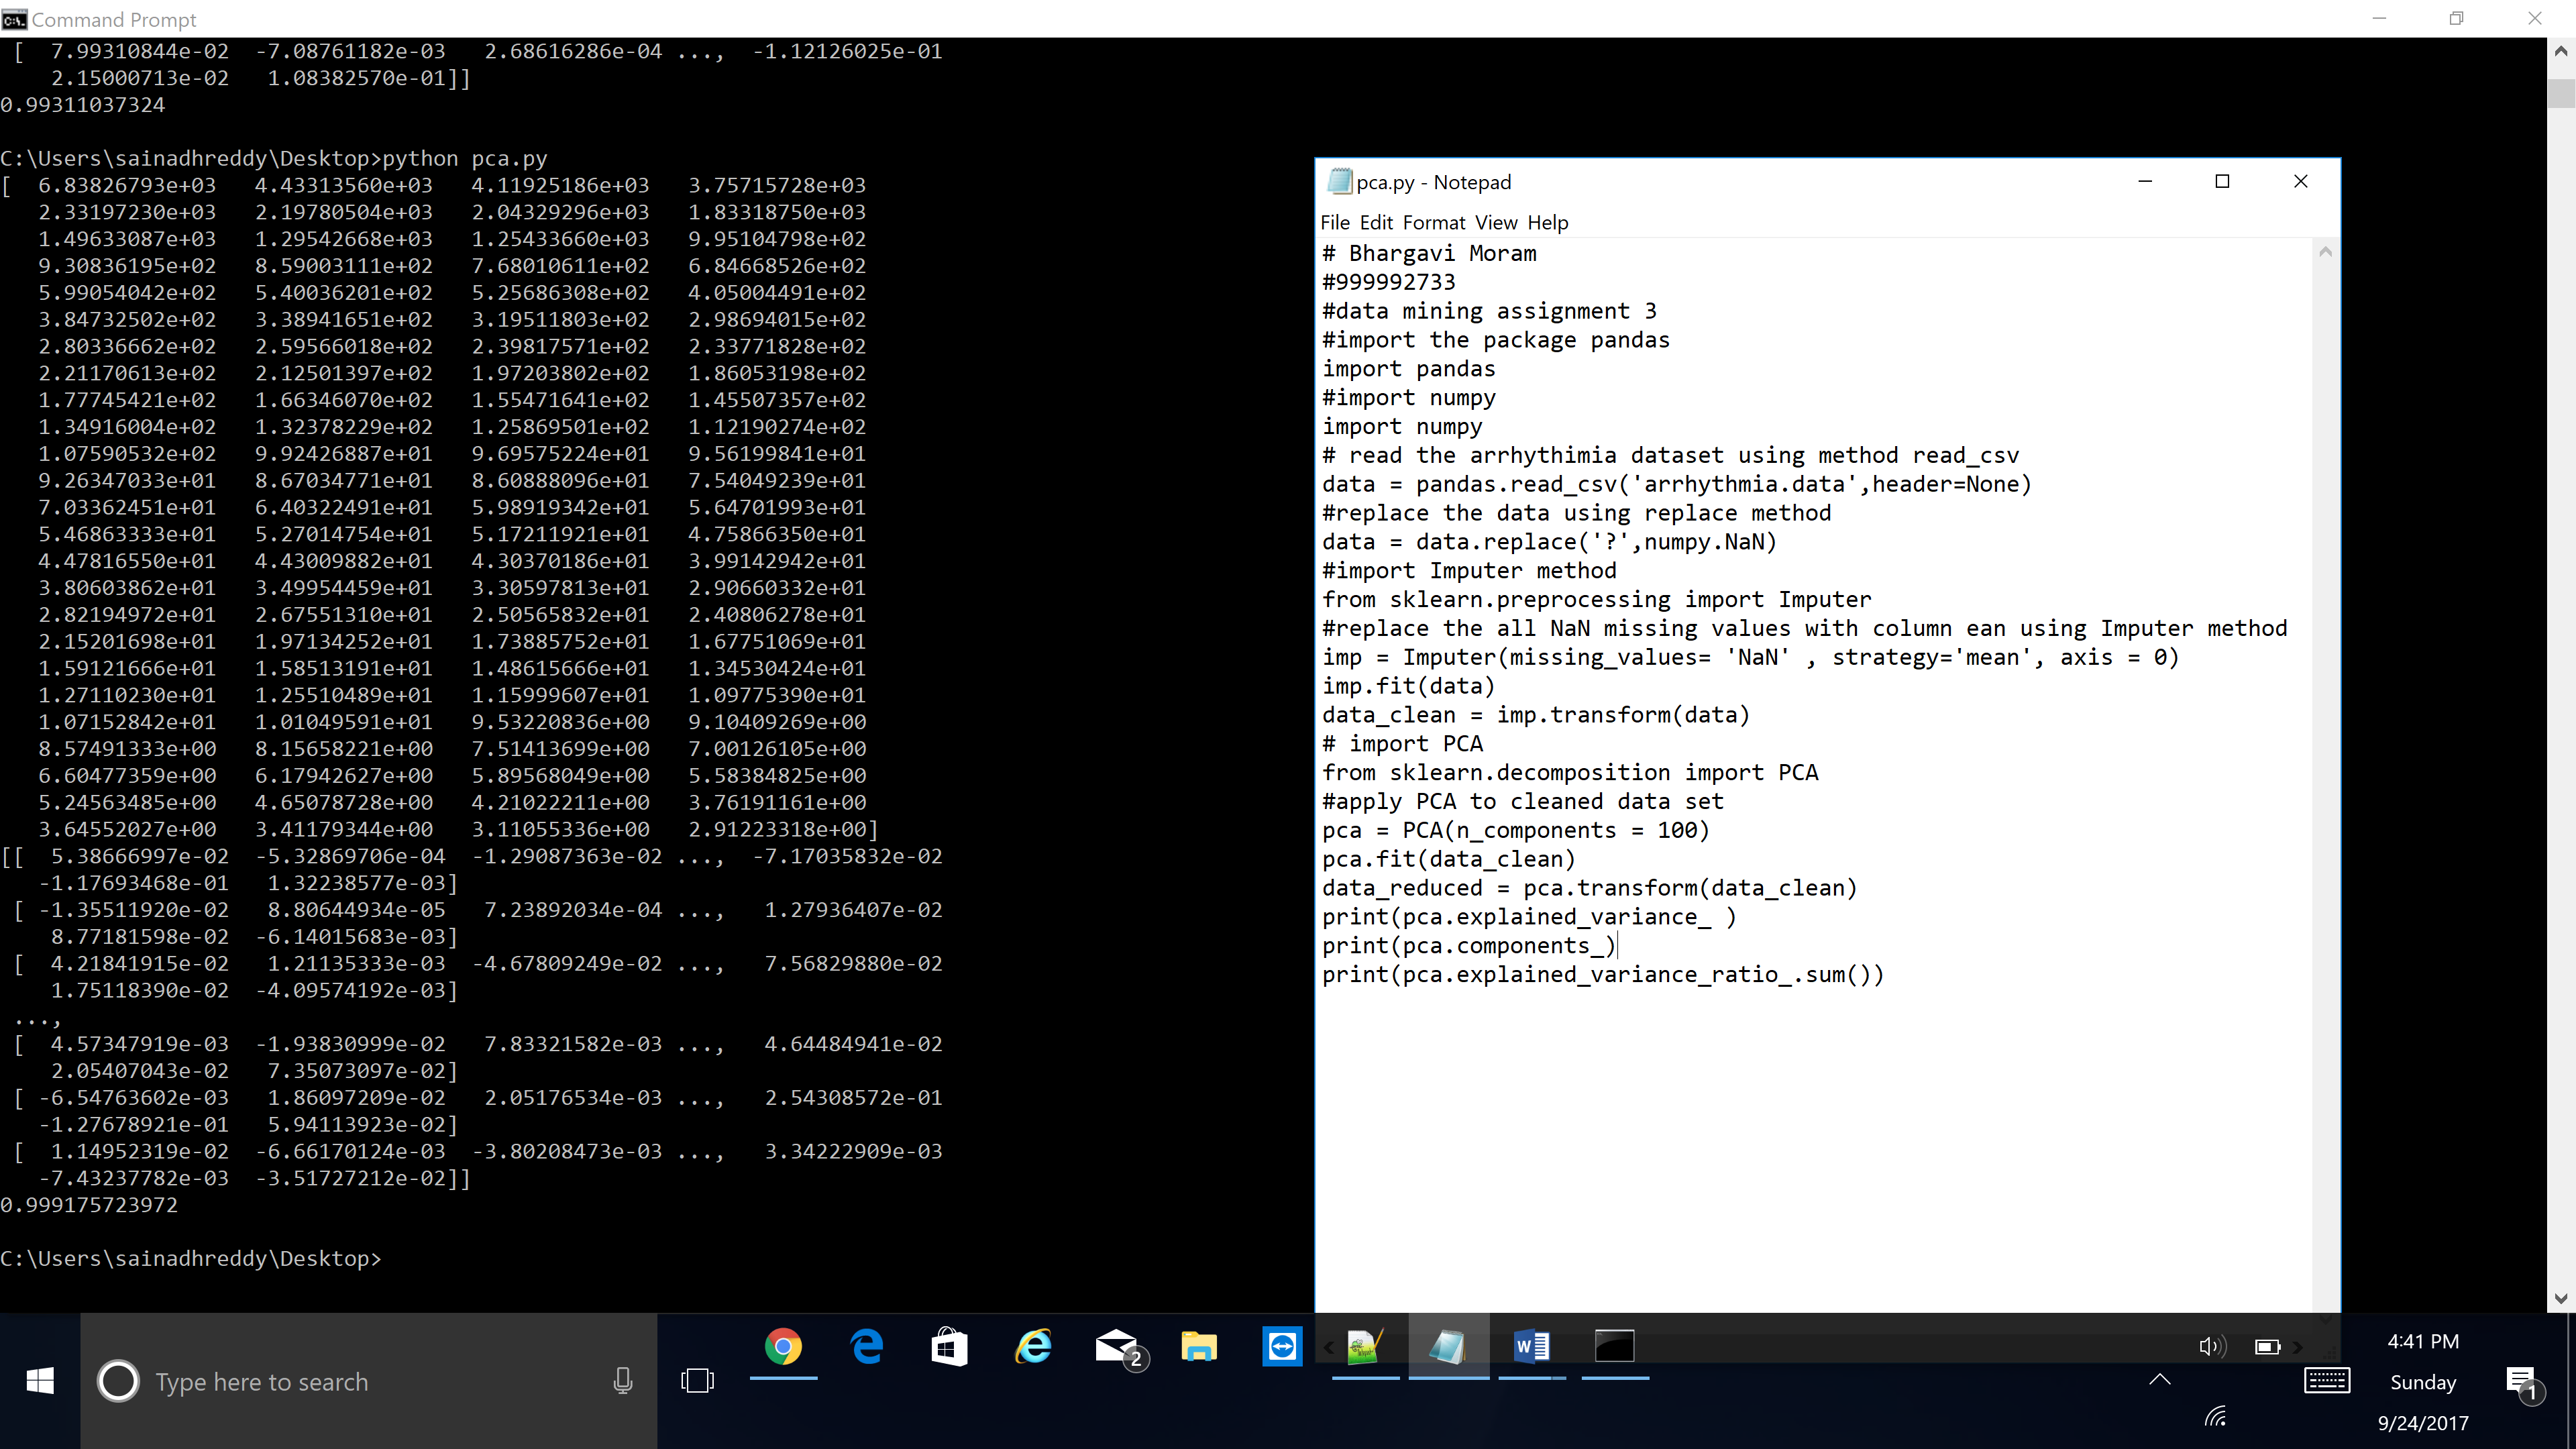 Command Prompt
[  7.99310844e-02  -7.08761182e-03   2.68616286e-04 ...,  -1.12126025e-01
   2.15000713e-02   1.08382570e-01]]
0.99311037324
C:\Users\sainadhreddy\Desktop>python pca.py
[  6.83826793e+03   4.43313560e+03   4.11925186e+03   3.75715728e+03
   2.33197230e+03   2.19780504e+03   2.04329296e+03   1.83318750e+03
   1.49633087e+03   1.29542668e+03   1.25433660e+03   9.95104798e+02
   9.30836195e+02   8.59003111e+02   7.68010611e+02   6.84668526e+02
   5.99054042e+02   5.40036201e+02   5.25686308e+02   4.05004491e+02
   3.84732502e+02   3.38941651e+02   3.19511803e+02   2.98694015e+02
   2.80336662e+02   2.59566018e+02   2.39817571e+02   2.33771828e+02
   2.21170613e+02   2.12501397e+02   1.97203802e+02   1.86053198e+02
   1.77745421e+02   1.66346070e+02   1.55471641e+02   1.45507357e+02
   1.34916004e+02   1.32378229e+02   1.25869501e+02   1.12190274e+02
   1.07590532e+02   9.92426887e+01   9.69575224e+01   9.56199841e+01
   9.26347033e+01   8.67034771e+01   8.60888096e+01   7.54049239e+01
   7.03362451e+01   6.40322491e+01   5.98919342e+01   5.64701993e+01
   5.46863333e+01   5.27014754e+01   5.17211921e+01   4.75866350e+01
   4.47816550e+01   4.43009882e+01   4.30370186e+01   3.99142942e+01
   3.80603862e+01   3.49954459e+01   3.30597813e+01   2.90660332e+01
   2.82194972e+01   2.67551310e+01   2.50565832e+01   2.40806278e+01
   2.15201698e+01   1.97134252e+01   1.73885752e+01   1.67751069e+01
   1.59121666e+01   1.58513191e+01   1.48615666e+01   1.34530424e+01
   1.27110230e+01   1.25510489e+01   1.15999607e+01   1.09775390e+01
   1.07152842e+01   1.01049591e+01   9.53220836e+00   9.10409269e+00
   8.57491333e+00   8.15658221e+00   7.51413699e+00   7.00126105e+00
   6.60477359e+00   6.17942627e+00   5.89568049e+00   5.58384825e+00
   5.24563485e+00   4.65078728e+00   4.21022211e+00   3.76191161e+00
   3.64552027e+00   3.41179344e+00   3.11055336e+00   2.91223318e+00]
[[  5.38666997e-02  -5.32869706e-04  -1.29087363e-02 ...,  -7.17035832e-02
   -1.17693468e-01   1.32238577e-03]
 [ -1.35511920e-02   8.80644934e-05   7.23892034e-04 ...,   1.27936407e-02
    8.77181598e-02  -6.14015683e-03]
 [  4.21841915e-02   1.21135333e-03  -4.67809249e-02 ...,   7.56829880e-02
    1.75118390e-02  -4.09574192e-03]
 ...,
 [  4.57347919e-03  -1.93830999e-02   7.83321582e-03 ...,   4.64484941e-02
    2.05407043e-02   7.35073097e-02]
 [ -6.54763602e-03   1.86097209e-02   2.05176534e-03 ...,   2.54308572e-01
   -1.27678921e-01   5.94113923e-02]
 [  1.14952319e-02  -6.66170124e-03  -3.80208473e-03 ...,   3.34222909e-03
   -7.43237782e-03  -3.51727212e-02]]
0.999175723972
C:\Users\sainadhreddy\Desktop>
pca.py - Notepad
File Edit Format View Help
# Bhargavi Moram
#999992733
#data mining assignment 3
#import the package pandas
import pandas
#import numpy
import numpy
# read the arrhythimia dataset using method read_csv
data = pandas.read_csv('arrhythmia.data',header=None)
#replace the data using replace method
data = data.replace('?',numpy.NaN)
#import Imputer method
from sklearn.preprocessing import Imputer
#replace the all NaN missing values with column ean using Imputer method
imp = Imputer(missing_values= 'NaN' , strategy='mean', axis = 0)
imp.fit(data)
data_clean = imp.transform(data)
# import PCA
from sklearn.decomposition import PCA
#apply PCA to cleaned data set
pca = PCA(n_components = 100)
pca.fit(data_clean)
data_reduced = pca.transform(data_clean)
print(pca.explained_variance_ )
print(pca.components_)
print(pca.explained_variance_ratio_.sum())
Type here to search
2
4:41 PM
Sunday
9/24/2017
1